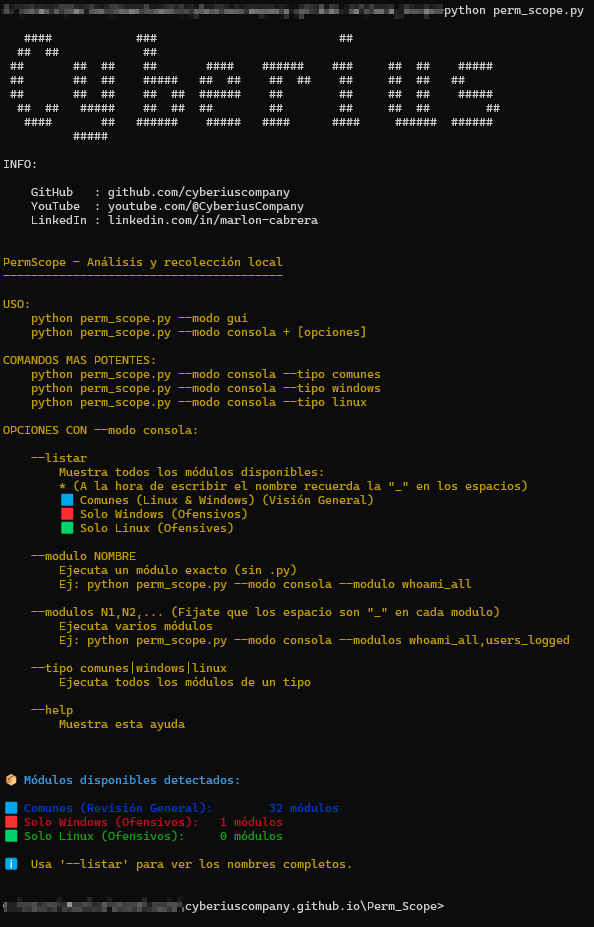 python perm_scope.py
Cyberius
INFO:
GitHub : github.com/cyberiuscompany
YouTube : youtube.com/@CyberiusCompany
LinkedIn : linkedin.com/in/marlon-cabrera
PermScope - Análisis y recolección local
----------------------------------------
USO:
python perm_scope.py --modo gui
python perm_scope.py --modo consola + [opciones]
COMANDOS MAS POTENTES:
python perm_scope.py --modo consola --tipo comunes
python perm_scope.py --modo consola --tipo windows
python perm_scope.py --modo consola --tipo linux
OPCIONES CON --modo consola:
--listar
Muestra todos los módulos disponibles:
* (A la hora de escribir el nombre recuerda la "_" en los espacios)
Comunes (Linux & Windows) (Visión General)
Solo Windows (Ofensivos)
Solo Linux (Ofensives)
--modulo NOMBRE
Ejecuta un módulo exacto (sin .py)
Ej: python perm_scope.py --modo consola --modulo whoami_all
--modulos N1,N2,... (Fijate que los espacio son "_" en cada modulo)
Ejecuta varios módulos
Ej: python perm_scope.py --modo consola --modulos whoami_all,users_logged
--tipo comunes|windows|linux
Ejecuta todos los módulos de un tipo
--help
Muestra esta ayuda
Módulos disponibles detectados:
Comunes (Revisión General): 32 módulos
Solo Windows (Ofensivos): 1 módulos
Solo Linux (Ofensivos): 0 módulos
i Usa '--listar' para ver los nombres completos.
cyberiuscompany.github.io\Perm_Scope>